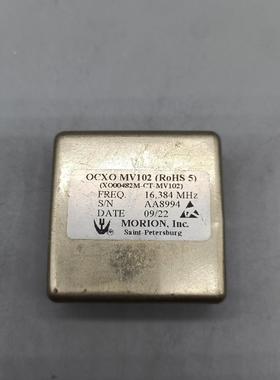 OCXO MV102 (RoHS 5)
(XO00482M-CT-MV102)
FREQ. 16,384 MHz
S/N AA8994
DATE 09/22
MORION, Inc.
Saint-Petersburg